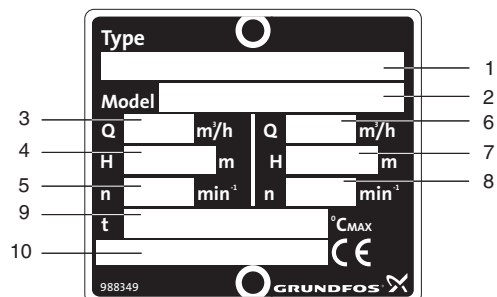 Type
1
Model
2
3 Q m³/h Q m³/h 6
4 H m H m 7
5 n min⁻¹ n min⁻¹ 8
9 t °CMAX
10 CE
988349 GRUNDFOS